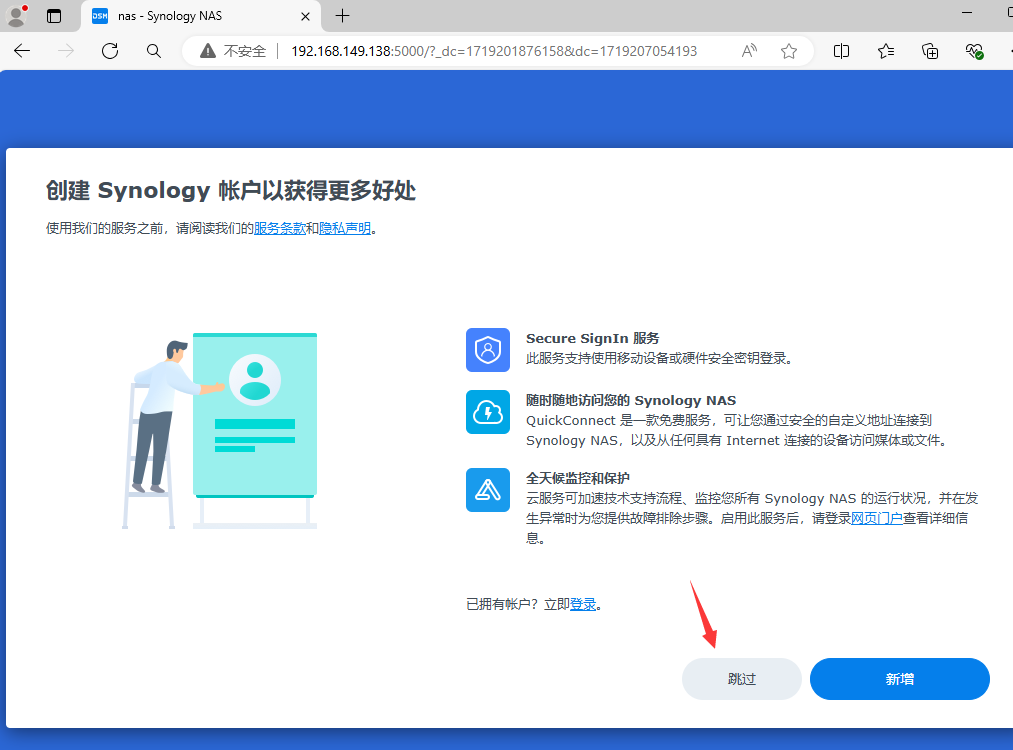 DSM nas - Synology NAS
不安全 192.168.149.138:5000/?_dc=1719201876158&dc=1719207054193
创建 Synology 帐户以获得更多好处
使用我们的服务之前，请阅读我们的服务条款和隐私声明。
Secure SignIn 服务
此服务支持使用移动设备或硬件安全密钥登录。
随时随地访问您的 Synology NAS
QuickConnect 是一款免费服务，可让您通过安全的自定义地址连接到
Synology NAS，以及从任何具有 Internet 连接的设备访问媒体或文件。
全天候监控和保护
云服务可加速技术支持流程、监控您所有 Synology NAS 的运行状况，并在发
生异常时为您提供故障排除步骤。启用此服务后，请登录网页门户查看详细信
息。
已拥有帐户？立即登录。
跳过
新增